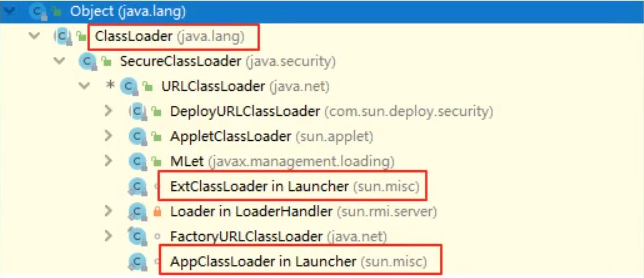 Object (java.lang)
ClassLoader (java.lang)
SecureClassLoader (java.security)
* URLClassLoader (java.net)
DeployURLClassLoader (com.sun.deploy.security)
AppletClassLoader (sun.applet)
MLet (javax.management.loading)
ExtClassLoader in Launcher (sun.misc)
Loader in LoaderHandler (sun.rmi.server)
FactoryURLClassLoader (java.net)
AppClassLoader in Launcher (sun.misc)